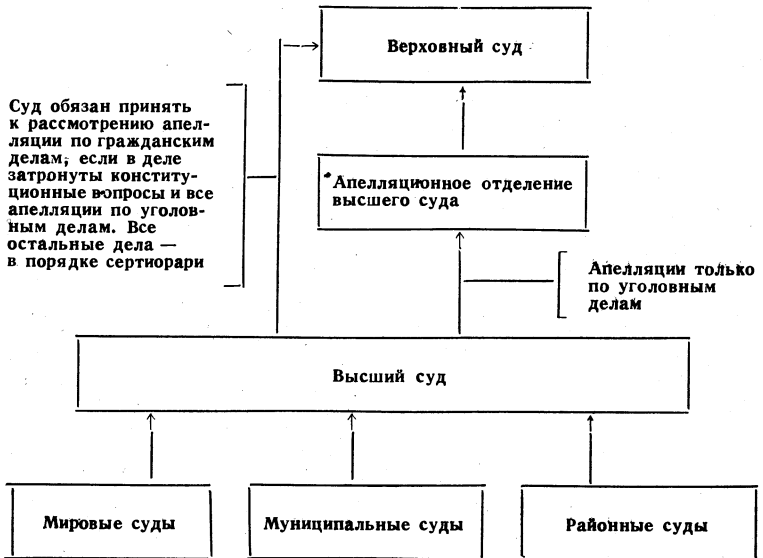 Верховный суд
Суд обязан принять
к рассмотрению апел-
ляции по гражданским
делам, если в деле
затронуты конститу-
ционные вопросы и все
апелляции по уголов-
ным делам. Все
остальные дела —
в порядке сертиорари
Апелляционное отделение
высшего суда
Апелляции только
по уголовным
делам
Высший суд
Мировые суды
Муниципальные суды
Районные суды